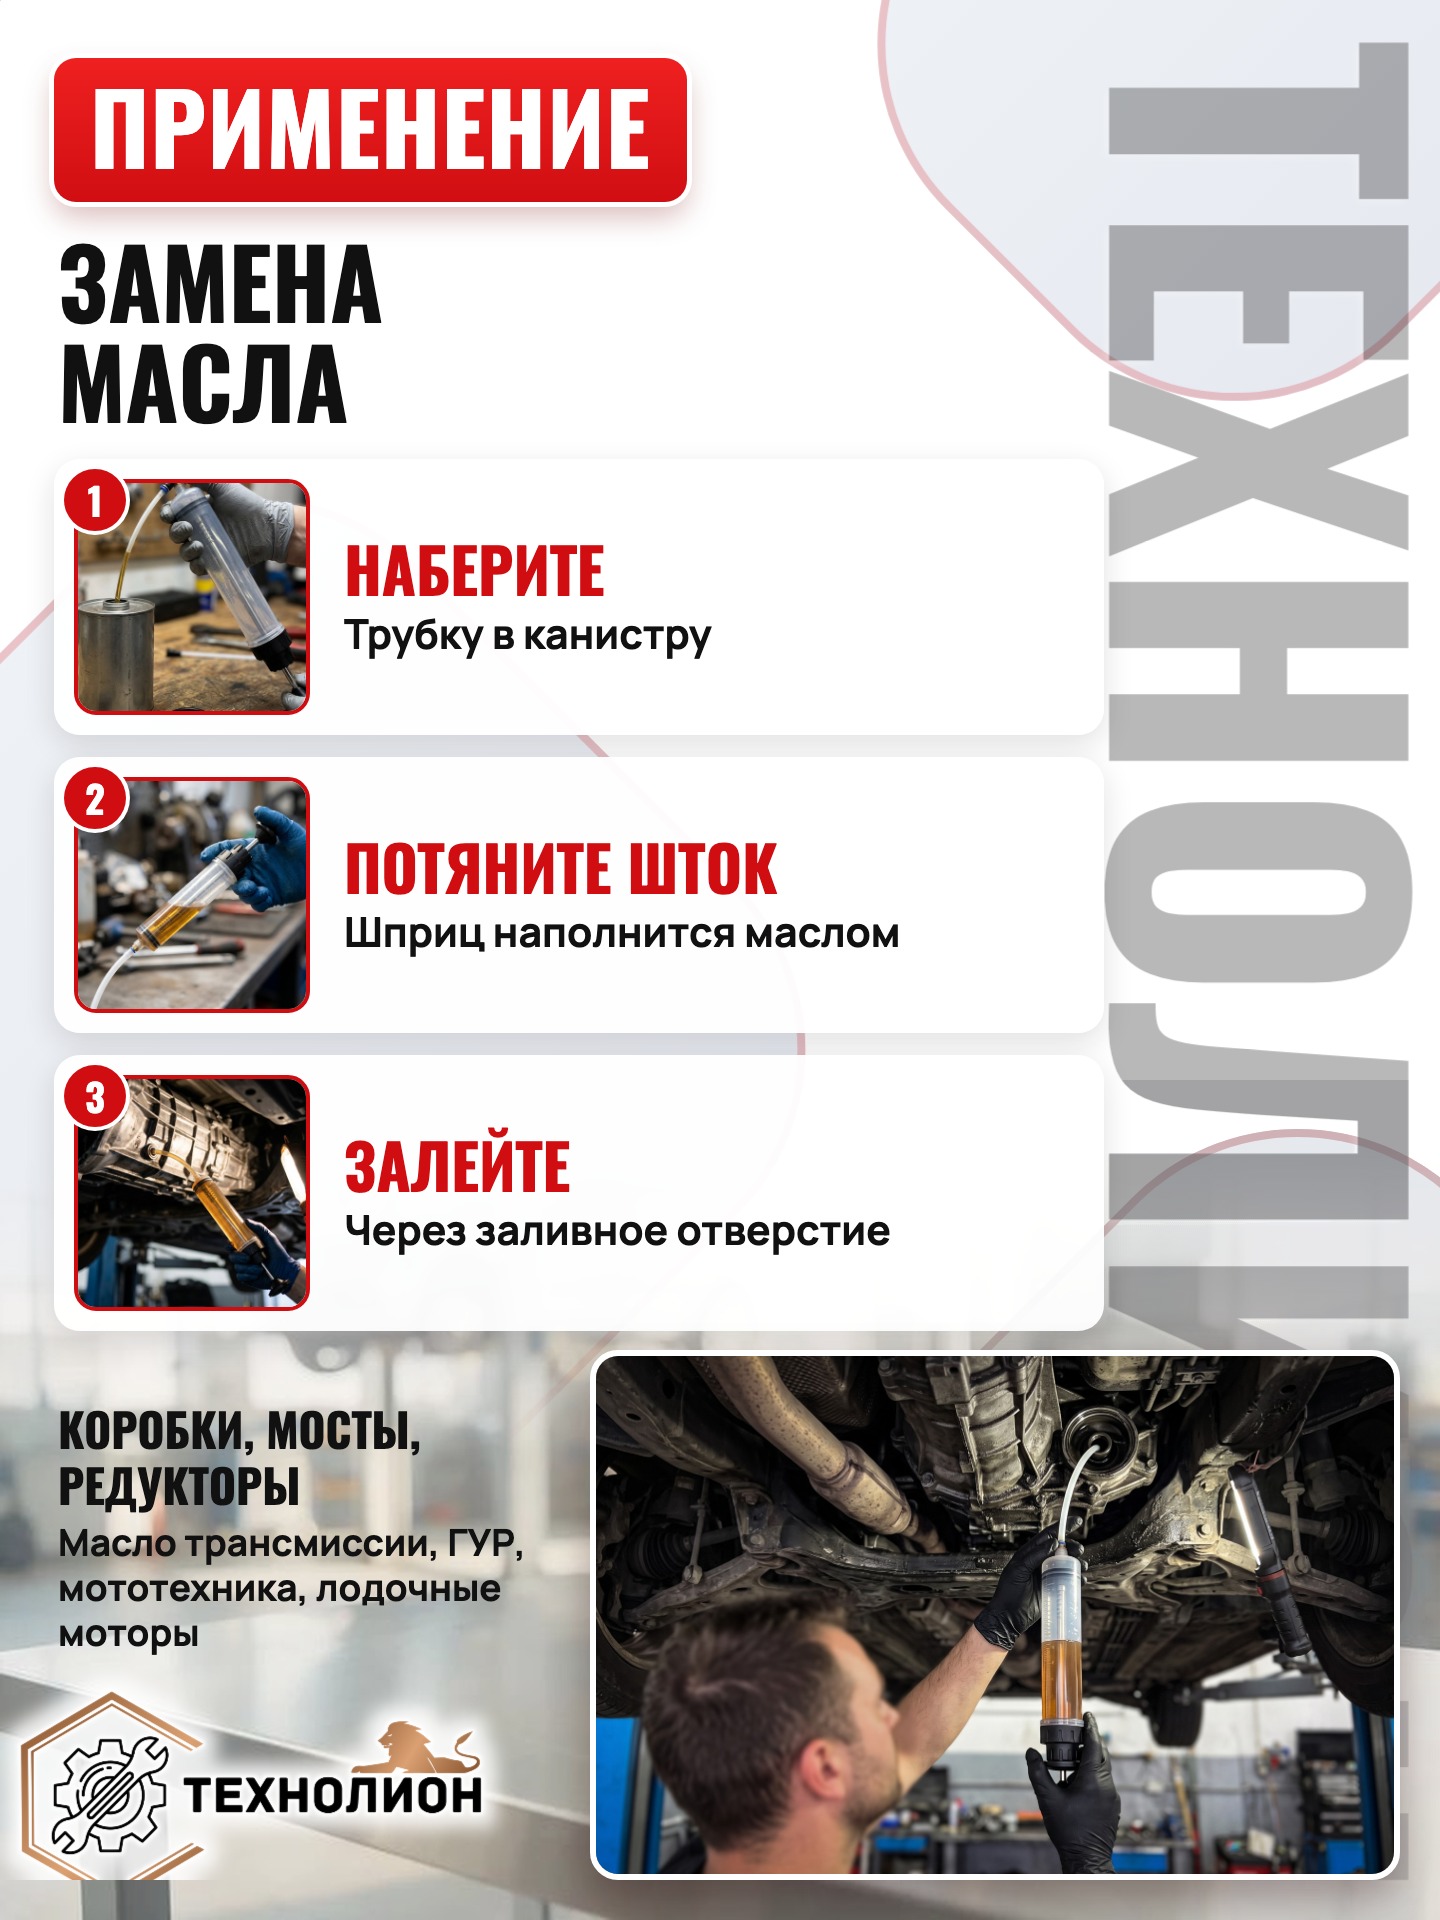 ПРИМЕНЕНИЕ
ЗАМЕНА
МАСЛА
1
НАБЕРИТЕ
Трубку в канистру
2
ПОТЯНИТЕ ШТОК
Шприц наполнится маслом
3
ЗАЛЕЙТЕ
Через заливное отверстие
КОРОБКИ, МОСТЫ,
РЕДУКТОРЫ
Масло трансмиссии, ГУР,
мототехника, лодочные
моторы
ТЕХНОЛИОН
ТЕХНОЛИ